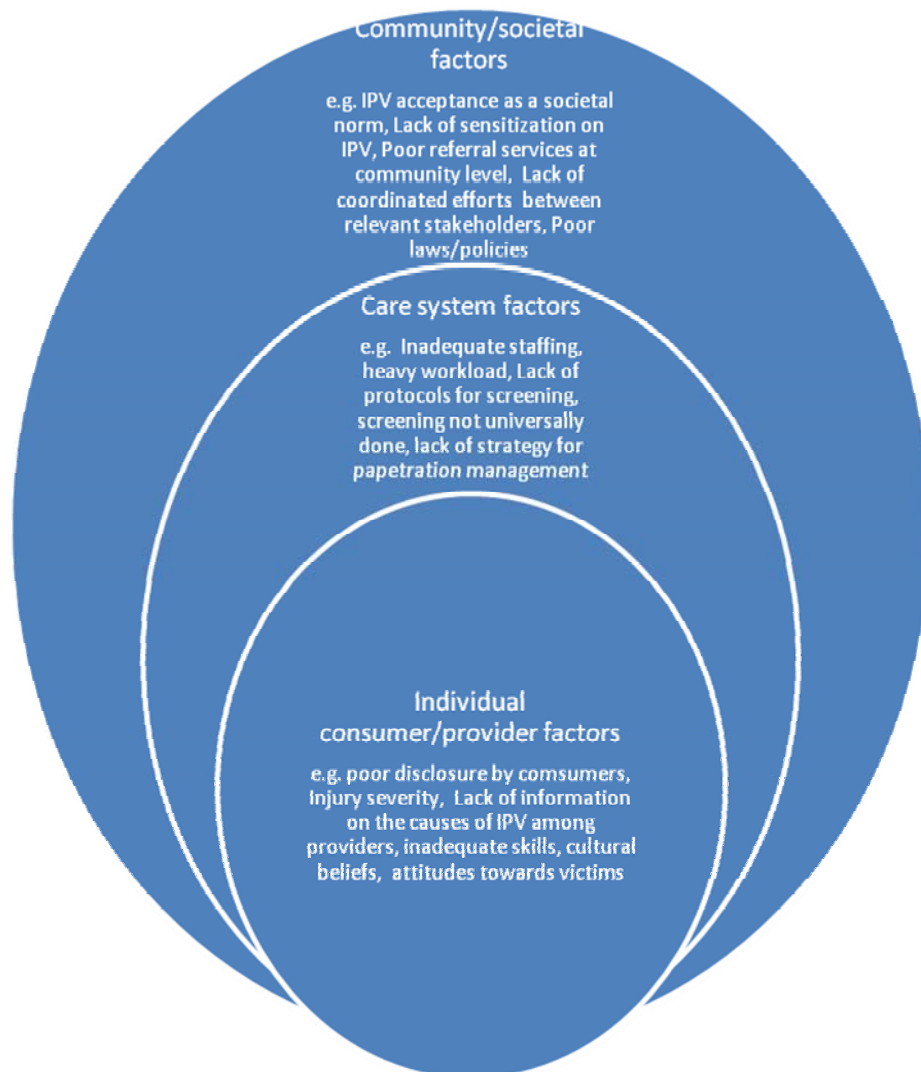 Community/societal
factors
e.g. IPV acceptance as a societal
norm, Lack of sensitization on
IPV, Poor referral services at
community level, Lack of
coordinated efforts between
relevant stakeholders, Poor
laws/policies
Care system factors
e.g. Inadequate staffing,
heavy workload, Lack of
protocols for screening,
screening not universally
done, lack of strategy for
papetration management
Individual
consumer/provider factors
e.g. poor disclosure by comsumers,
Injury severity, Lack of information
on the causes of IPV among
providers, inadequate skills, cultural
beliefs, attitudes towards victims